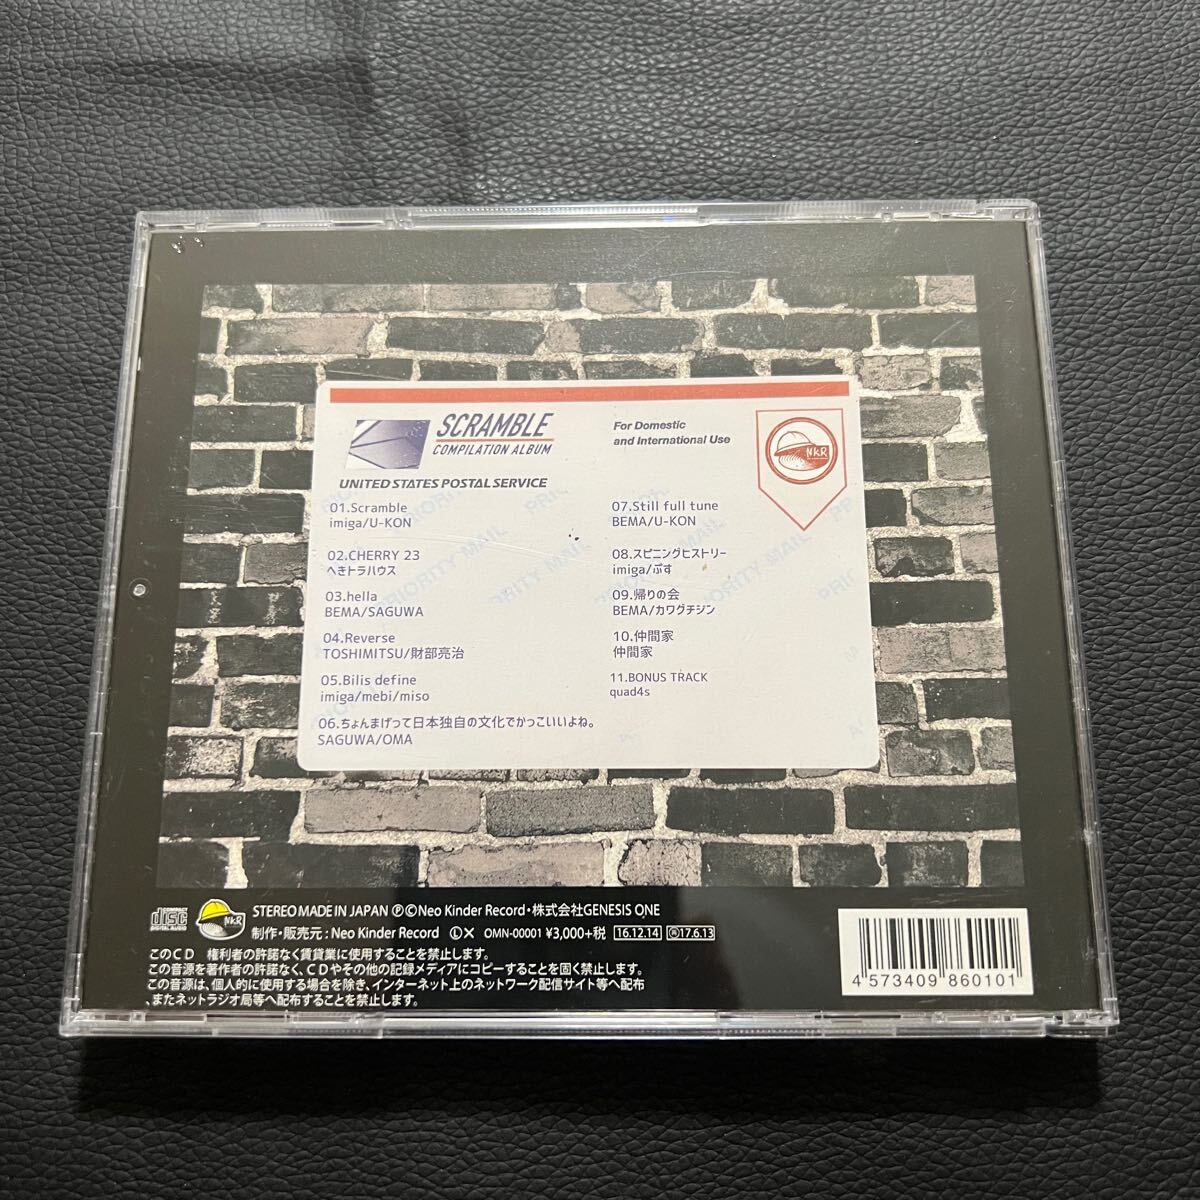 SCRAMBLE
COMPILATION ALBUM
For Domestic
and International Use
NKR
UNITED STATES POSTAL SERVICE
PRIORITY MAIL
01.Scramble
imiga/U-KON
02.CHERRY 23
へきトラハウス
03.hella
BEMA/SAGUWA
04.Reverse
TOSHIMITSU/財部亮治
05.Bilis define
imiga/mebi/miso
06.ちょんまげって日本独自の文化でかっこいいよね。
SAGUWA/OMA
07.Still full tune
BEMA/U-KON
08.スピニングヒストリー
imiga/ぶす
09.帰りの会
BEMA/カワグチジン
10.仲間家
仲間家
11.BONUS TRACK
quad4s
COMPACT
disc
DIGITAL AUDIO
NKR
STEREO MADE IN JAPAN ℗©Neo Kinder Record・株式会社GENESIS ONE
制作・販売元：Neo Kinder Record Ⓛ X OMN-00001 ¥3,000+税 16.12.14 ㊞17.6.13
このCD 権利者の許諾なく賃貸業に使用することを禁止します。
この音源を著作者の許諾なく、CDやその他の記録メディアにコピーすることを固く禁止します。
この音源は、個人的に使用する場合を除き、インターネット上のネットワーク配信サイト等へ配布
、またネットラジオ局等へ配布することを禁止します。
4 573409 860101